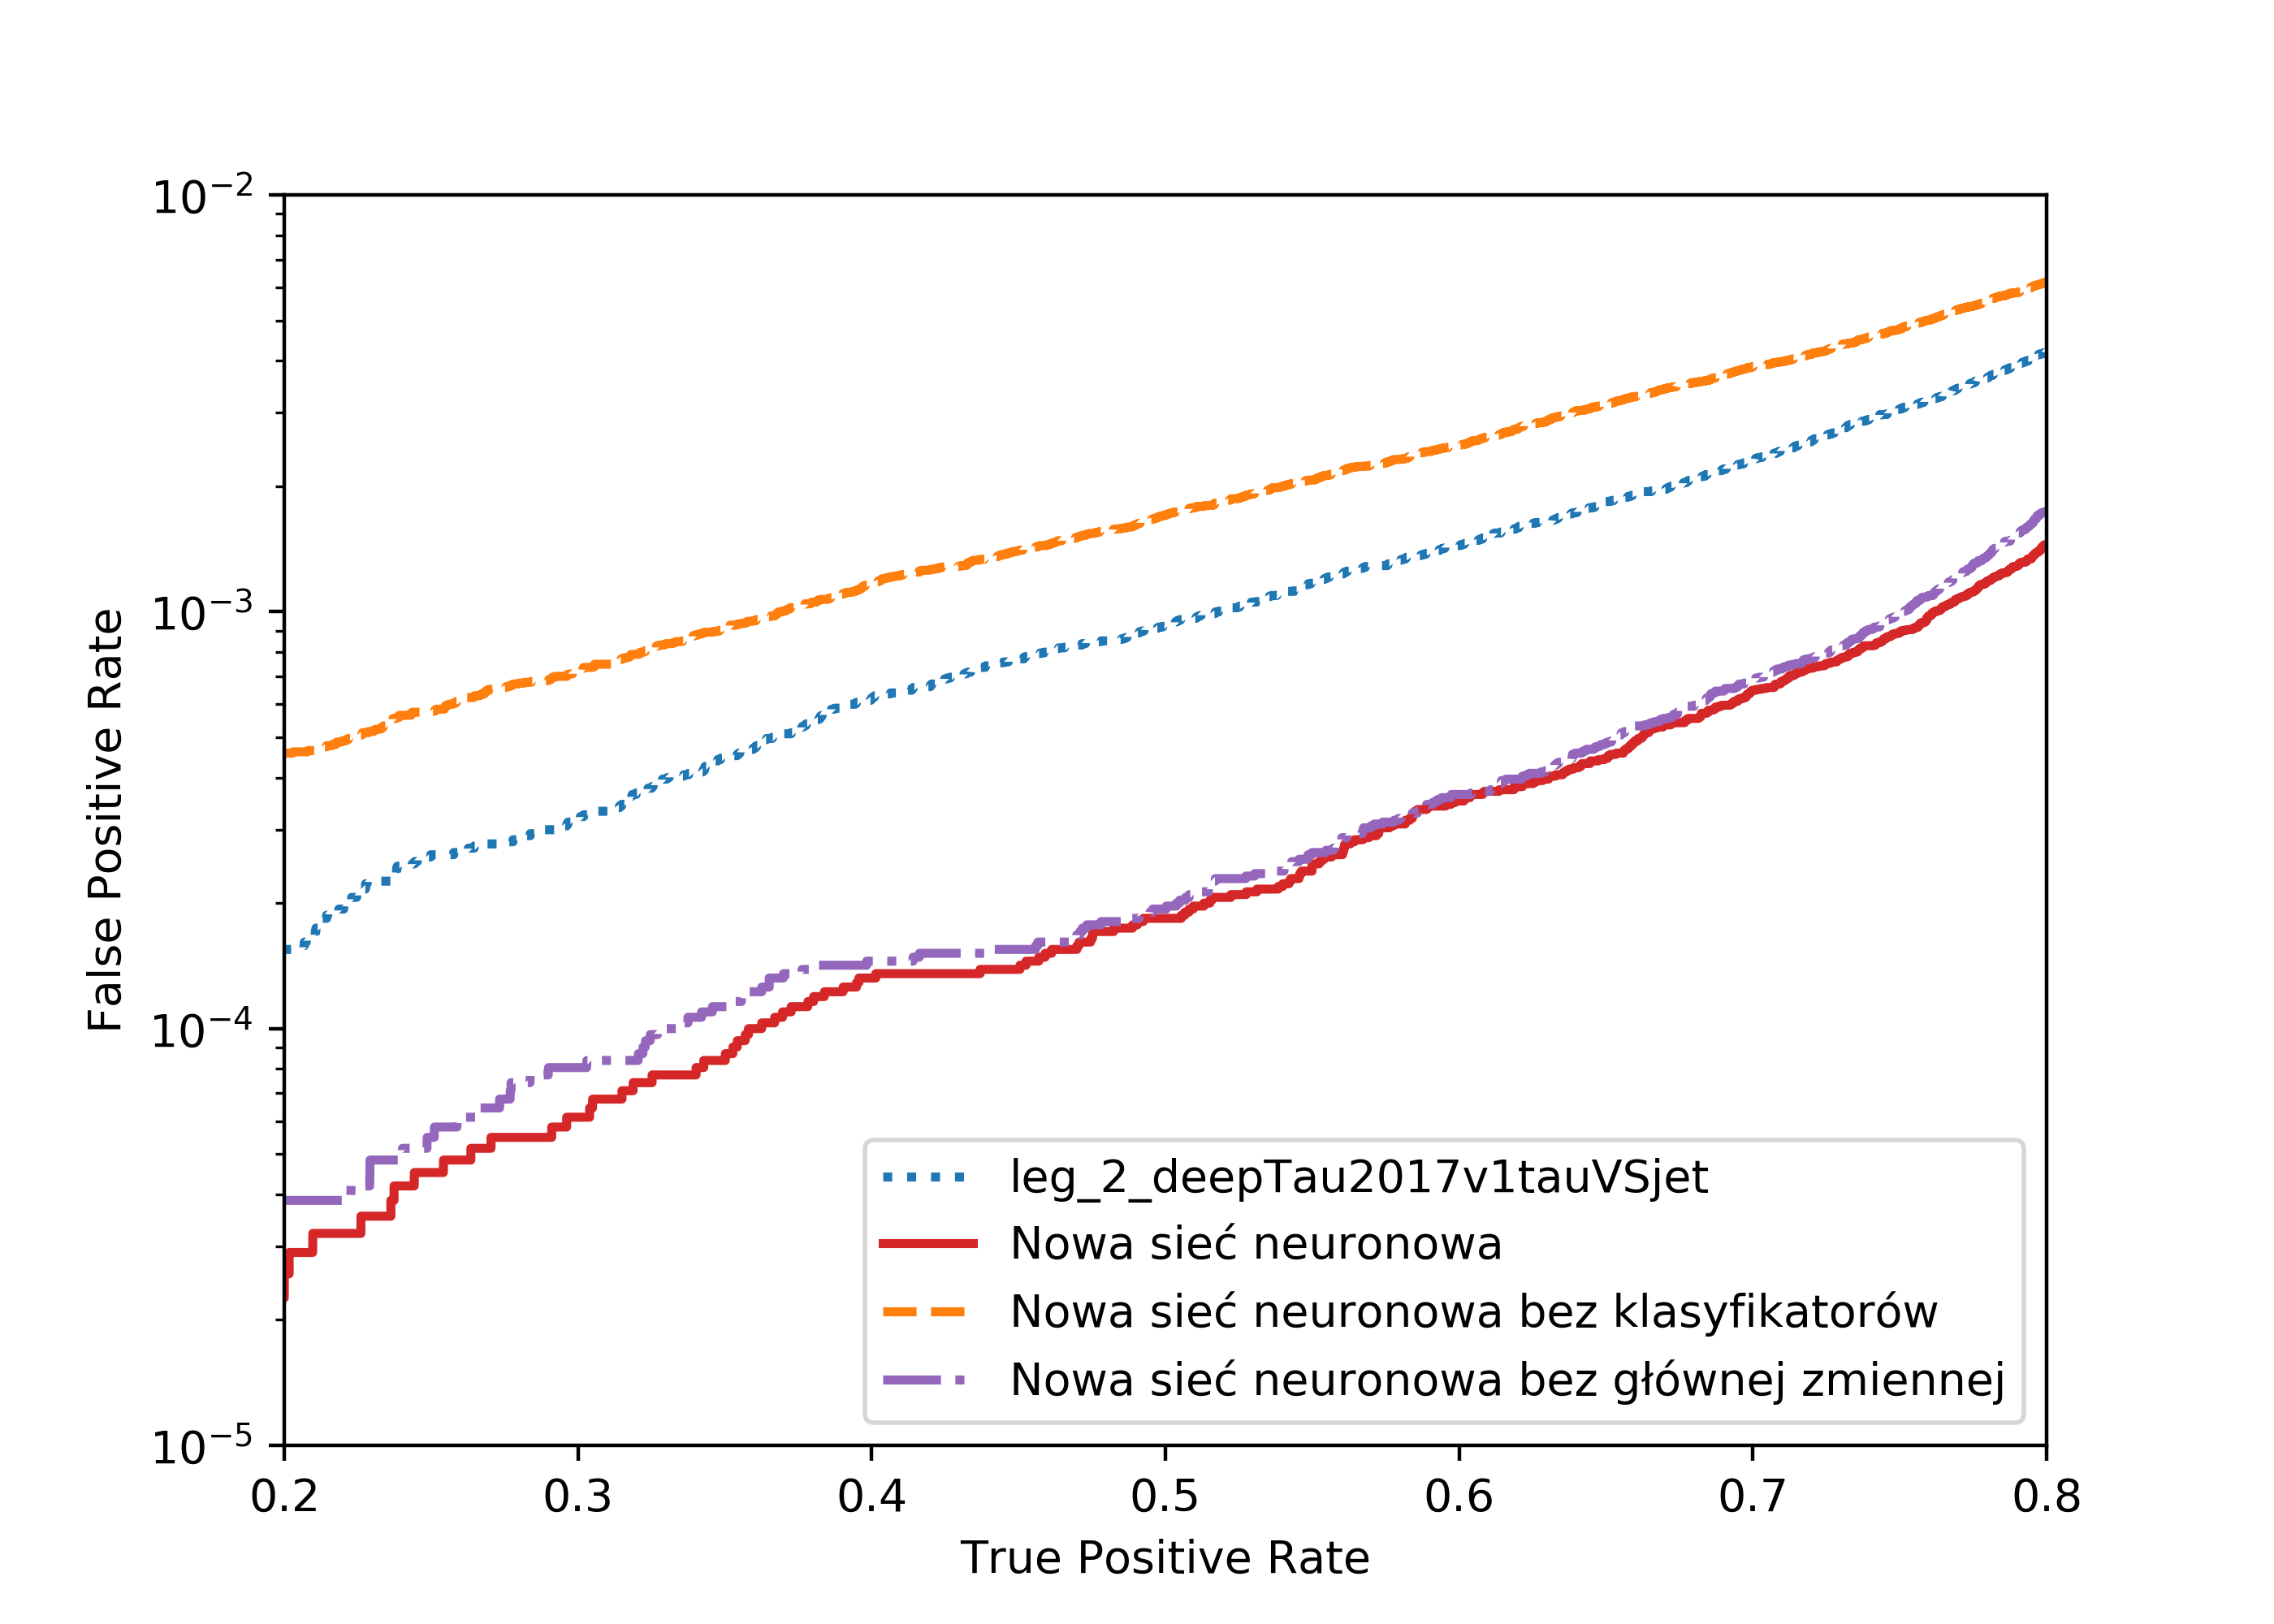 10⁻²
10⁻³
10⁻⁴
10⁻⁵
False Positive Rate
leg_2_deepTau2017v1tauVSjet
Nowa sieć neuronowa
Nowa sieć neuronowa bez klasyfikatorów
Nowa sieć neuronowa bez głównej zmiennej
0.2 0.3 0.4 0.5 0.6 0.7 0.8
True Positive Rate